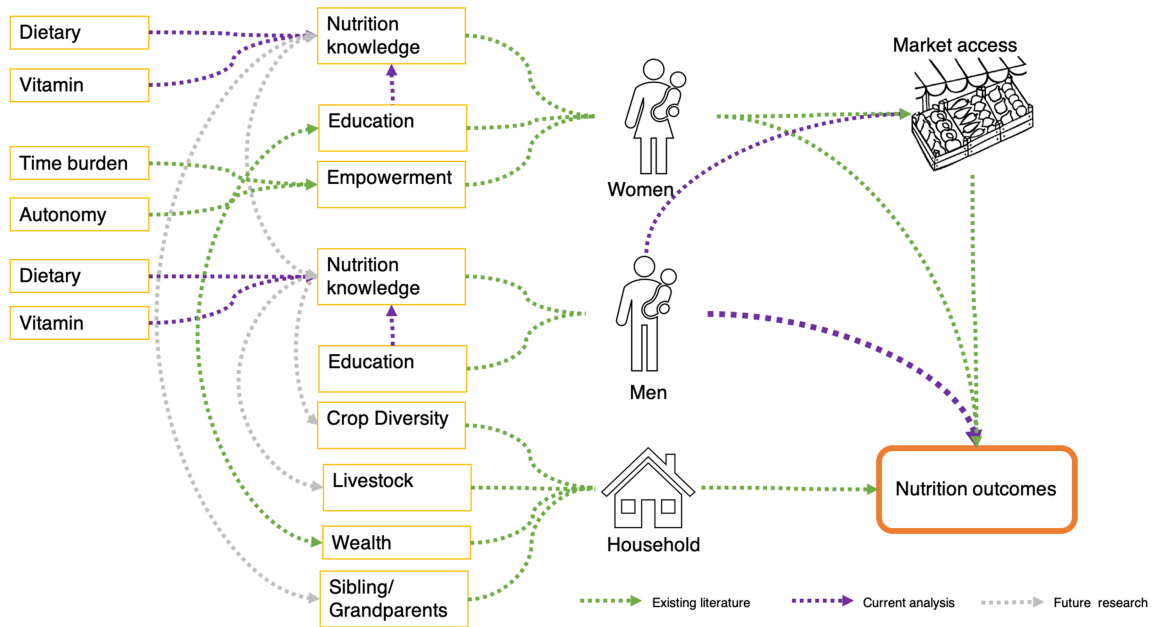 Dietary
Vitamin
Time burden
Autonomy
Dietary
Vitamin
Nutrition
knowledge
Education
Empowerment
Nutrition
knowledge
Education
Crop Diversity
Livestock
Wealth
Sibling/
Grandparents
Women
Men
Household
Market access
Nutrition outcomes
Existing literature
Current analysis
Future research